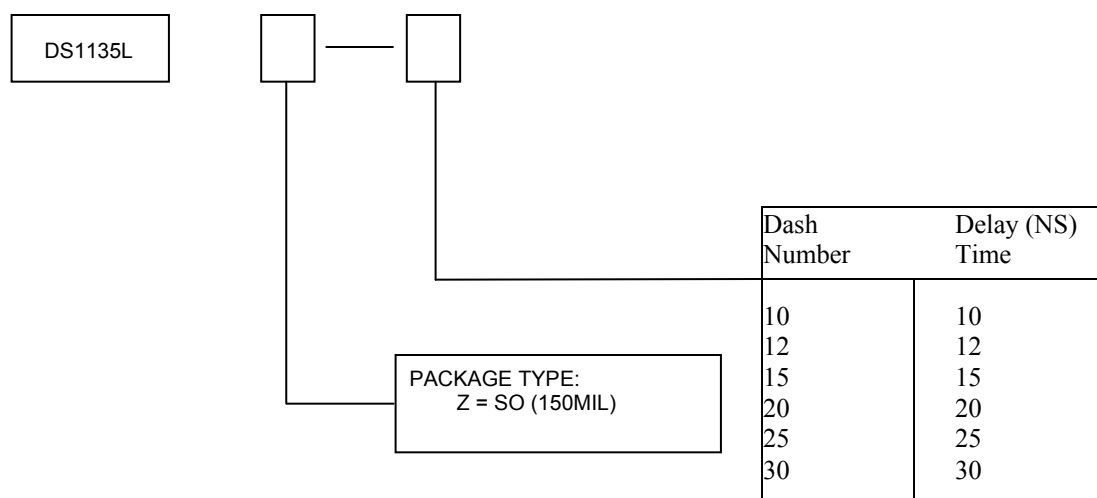 DS1135L
Dash Delay (NS)
Number Time
10 10
12 12
15 15
20 20
25 25
30 30
PACKAGE TYPE:
Z = SO (150MIL)